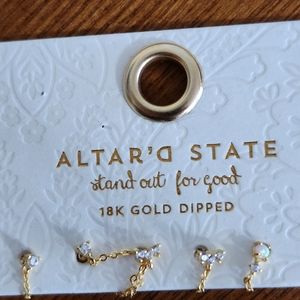 ALTAR'D STATE
stand out for good
18K GOLD DIPPED